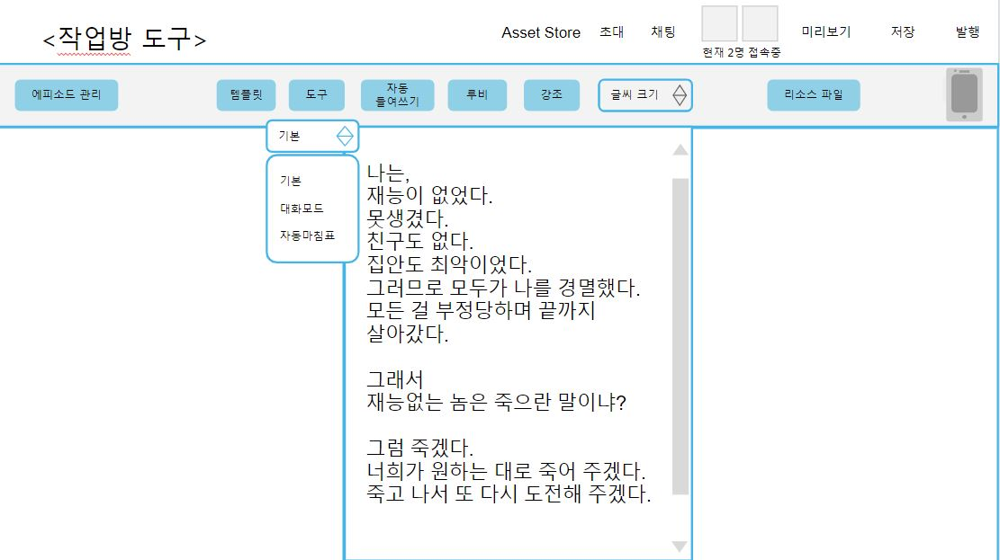 <작업방 도구>
Asset Store
초대
채팅
현재 2명 접속중
미리보기
저장
발행
에피소드 관리
템플릿
도구
자동
들여쓰기
루비
강조
글씨 크기
리소스 파일
기본
기본
대화모드
자동마침표
나는,
재능이 없었다.
못생겼다.
친구도 없다.
집안도 최악이었다.
그러므로 모두가 나를 경멸했다.
모든 걸 부정당하며 끝까지
살아갔다.
그래서
재능없는 놈은 죽으란 말이냐?
그럼 죽겠다.
너희가 원하는 대로 죽어 주겠다.
죽고 나서 또 다시 도전해 주겠다.